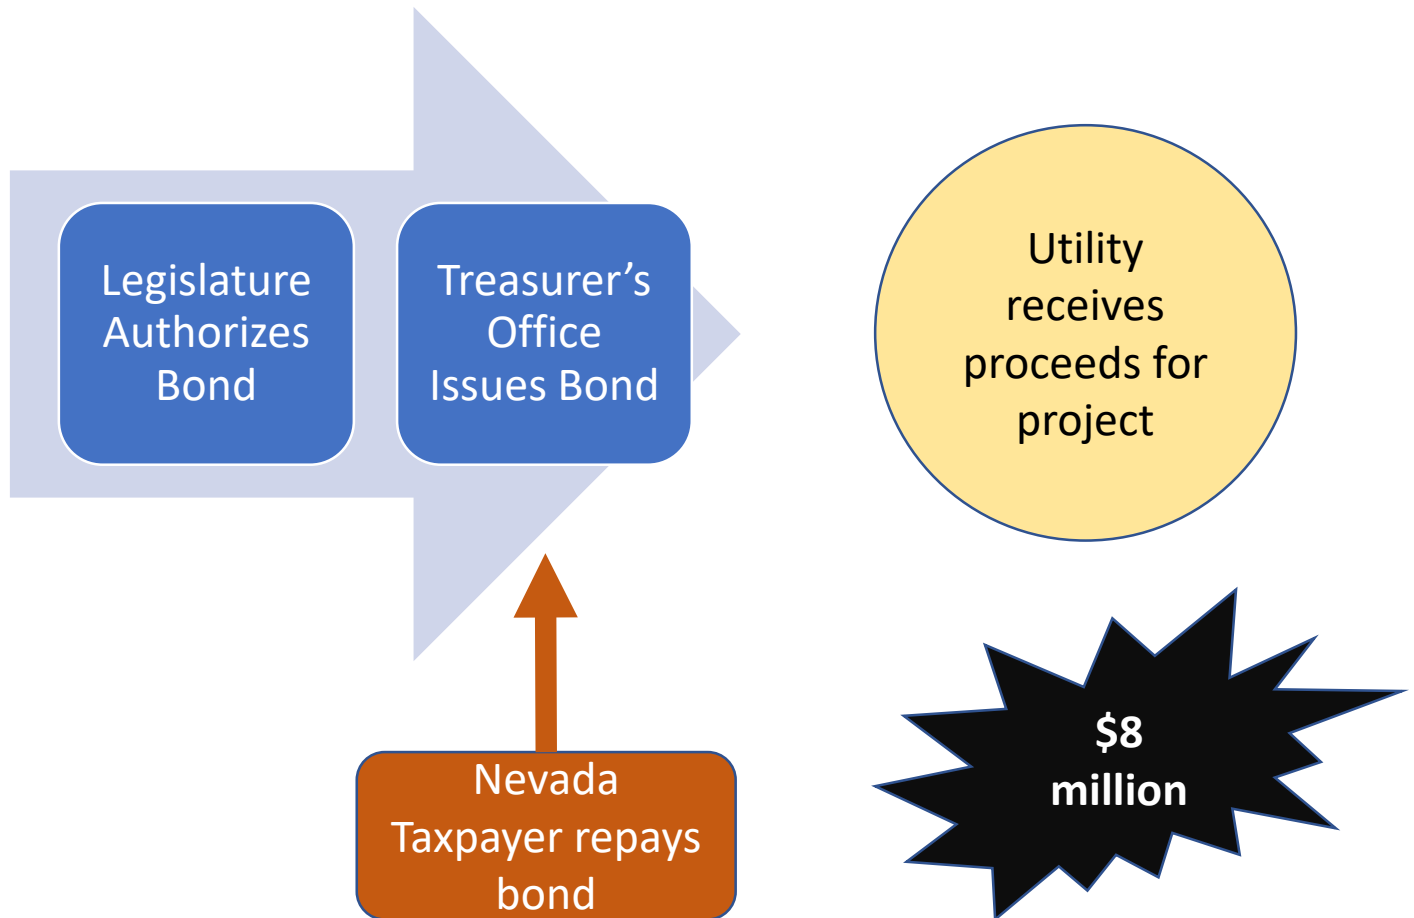 Legislature
Authorizes
Bond
Treasurer’s
Office
Issues Bond
Utility
receives
proceeds for
project
Nevada
Taxpayer repays
bond
$8
million